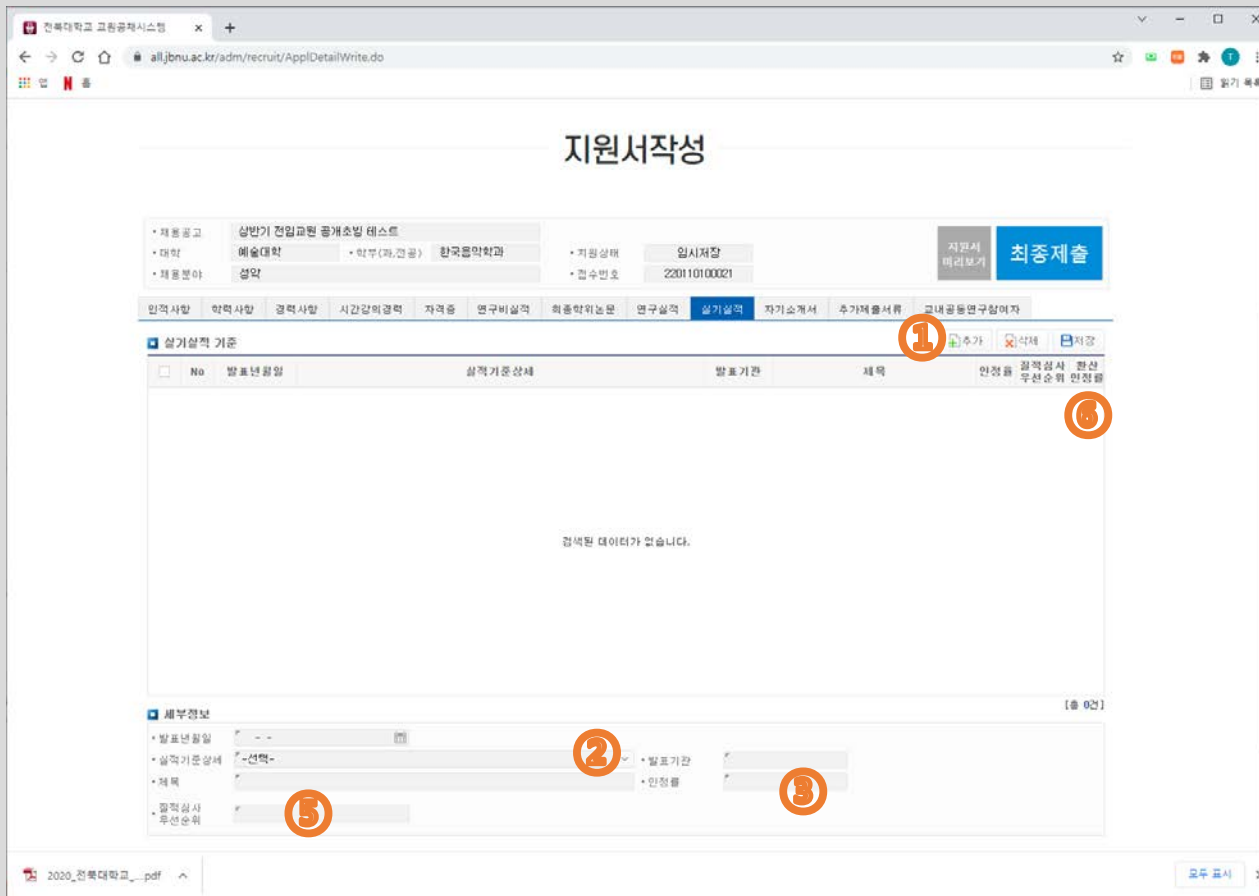 전북대학교 교원공채시스템
all.jbnu.ac.kr/adm/recruit/ApplDetailWrite.do
앱 N 홈 읽기 목록
지원서작성
•채용공고 상반기 전임교원 공개초빙 테스트
•대학 예술대학 •학부(과,전공) 한국음악학과 •지원상태 임시저장
•채용분야 성악 •접수번호 220110100021
지원서
미리보기
최종제출
인적사항 학력사항 경력사항 시간강의경력 자격증 연구비실적 최종학위논문 연구실적 실기실적 자기소개서 추가제출서류 교내공동연구참여자
실기실적 기준 ① 추가 삭제 저장
No 발표년월일 실적기준상세 발표기관 제목 인정율 질적심사 우선순위 환산 인정률
⑥
검색된 데이터가 없습니다.
[총 0건]
세부정보
•발표년월일 - -
•실적기준상세 -선택- ② •발표기관
•제목 •인정률 ③
•질적심사 우선순위 ⑤
2020_전북대학교_....pdf 모두 표시